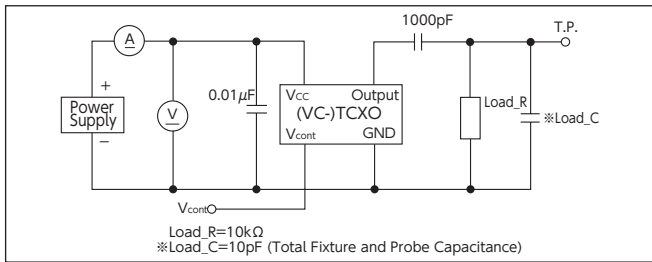 1000pF
T.P.
A
+
Power
Supply
−
V
0.01μF
Vcc Output
(VC-)TCXO
Vcont GND
Load_R
※Load_C
Vcont
Load_R=10kΩ
※Load_C=10pF (Total Fixture and Probe Capacitance)